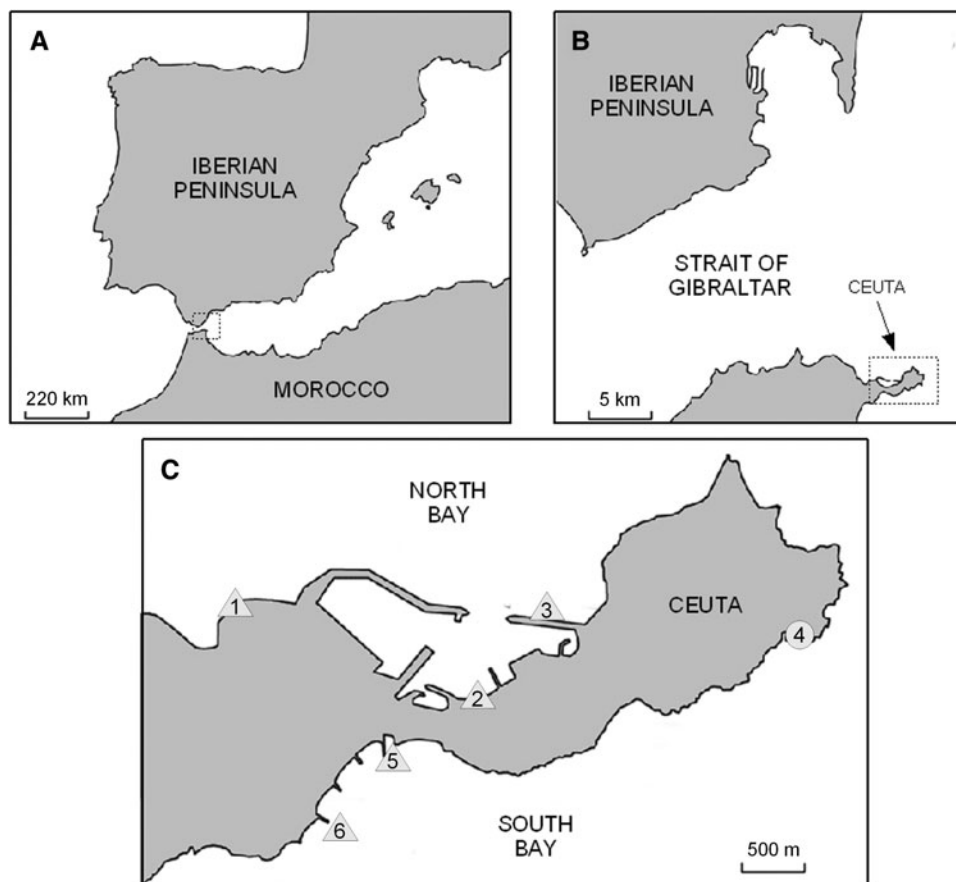 A
IBERIAN
PENINSULA
MOROCCO
220 km
B
IBERIAN
PENINSULA
STRAIT OF
GIBRALTAR
CEUTA
5 km
C
NORTH
BAY
1
3
CEUTA
4
2
5
6
SOUTH
BAY
500 m